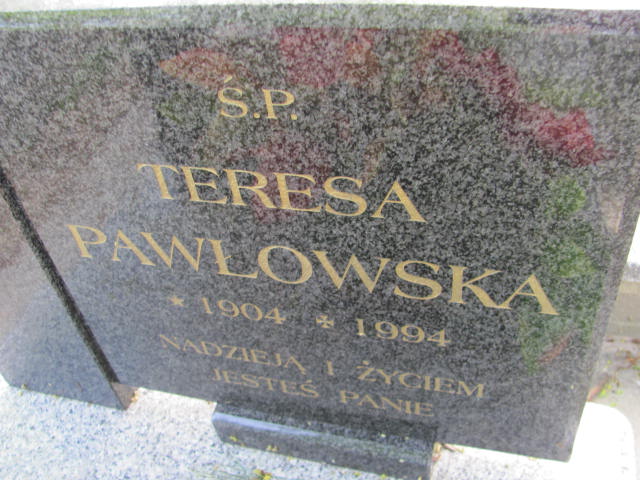 Ś.P.
TERESA
PAWŁOWSKA
* 1904 ✠ 1994
NADZIEJĄ I ŻYCIEM
JESTEŚ PANIE